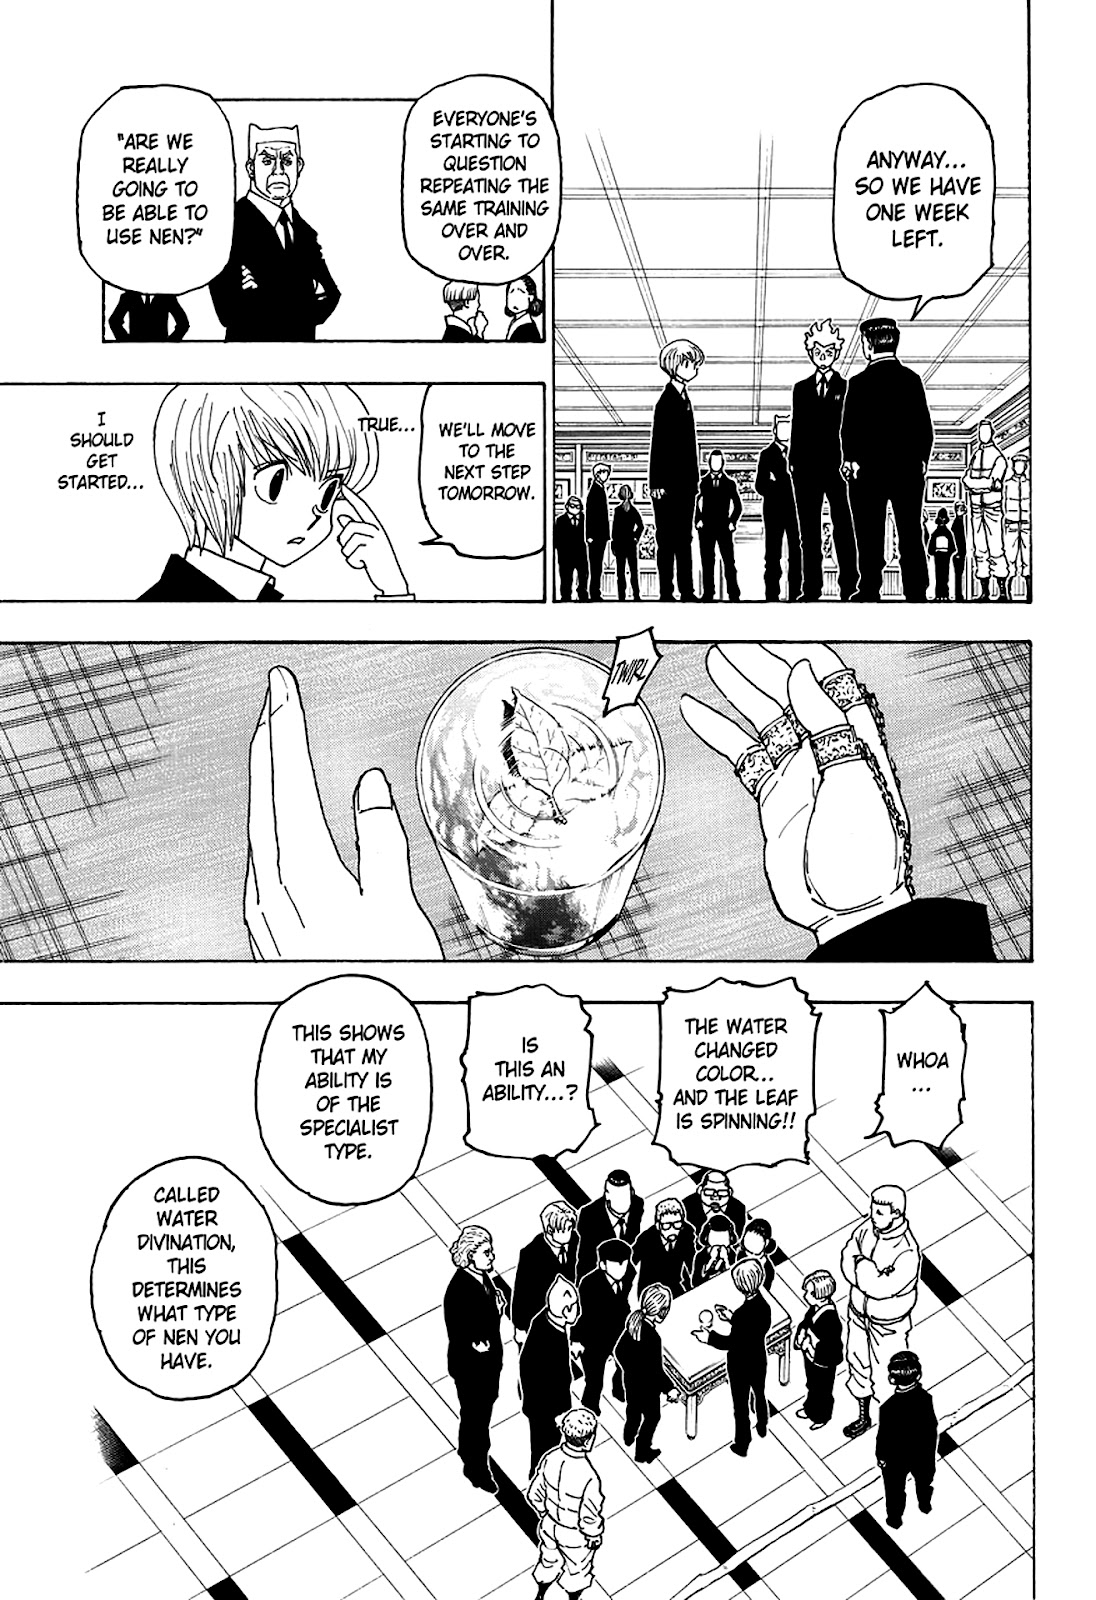 ANYWAY...
SO WE HAVE
ONE WEEK
LEFT.
EVERYONE'S
STARTING TO
QUESTION
REPEATING THE
SAME TRAINING
OVER AND
OVER.
"ARE WE
REALLY
GOING TO
BE ABLE TO
USE NEN?"
WE'LL MOVE
TO THE
NEXT STEP
TOMORROW.
TRUE...
I
SHOULD
GET
STARTED...
TWIRL
WHOA
...
THE WATER
CHANGED
COLOR...
AND THE LEAF
IS SPINNING!!
IS
THIS AN
ABILITY...?
THIS SHOWS
THAT MY
ABILITY IS
OF THE
SPECIALIST
TYPE.
CALLED
WATER
DIVINATION,
THIS
DETERMINES
WHAT TYPE
OF NEN YOU
HAVE.